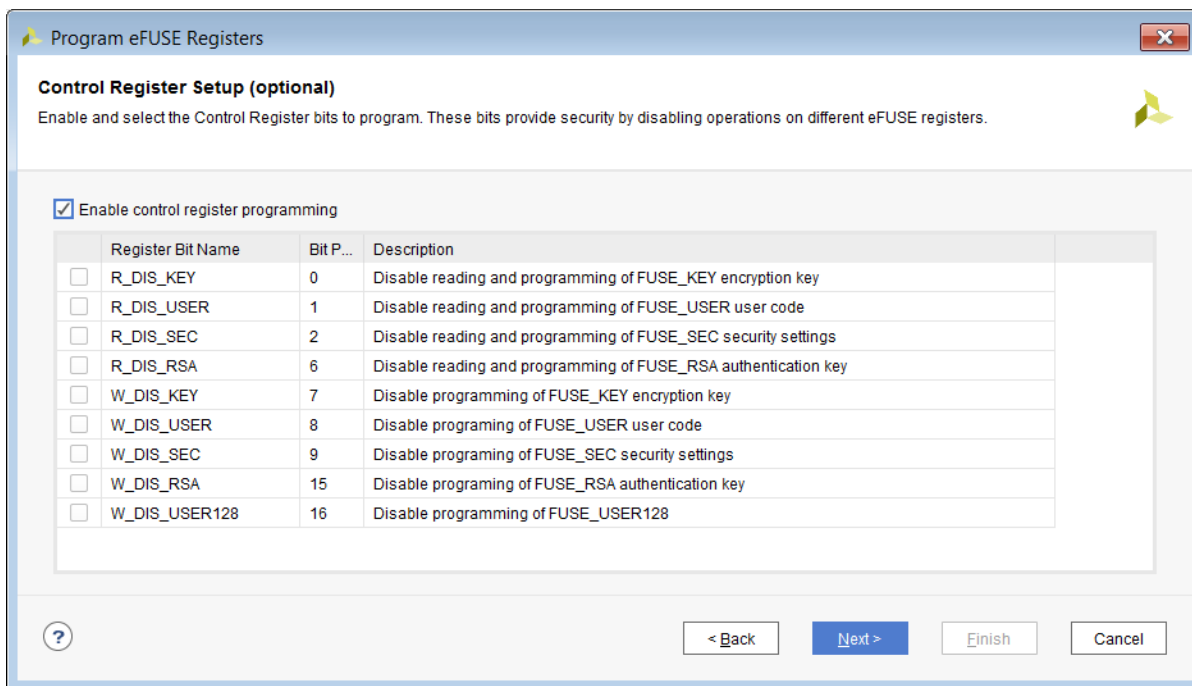 Program eFUSE Registers
Control Register Setup (optional)
Enable and select the Control Register bits to program. These bits provide security by disabling operations on different eFUSE registers.
Enable control register programming
Register Bit Name Bit P... Description
R_DIS_KEY 0 Disable reading and programming of FUSE_KEY encryption key
R_DIS_USER 1 Disable reading and programming of FUSE_USER user code
R_DIS_SEC 2 Disable reading and programming of FUSE_SEC security settings
R_DIS_RSA 6 Disable reading and programming of FUSE_RSA authentication key
W_DIS_KEY 7 Disable programming of FUSE_KEY encryption key
W_DIS_USER 8 Disable programing of FUSE_USER user code
W_DIS_SEC 9 Disable programing of FUSE_SEC security settings
W_DIS_RSA 15 Disable programing of FUSE_RSA authentication key
W_DIS_USER128 16 Disable programming of FUSE_USER128
? < Back Next > Finish Cancel